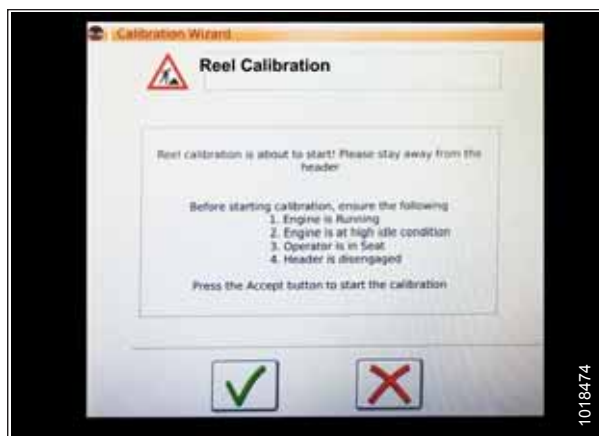 Calibration Wizard
Reel Calibration
Reel calibration is about to start! Please stay away from the
header
Before starting calibration, ensure the following
1. Engine is Running
2. Engine is at high idle condition
3. Operator is in Seat
4. Header is disengaged
Press the Accept button to start the calibration
1018474